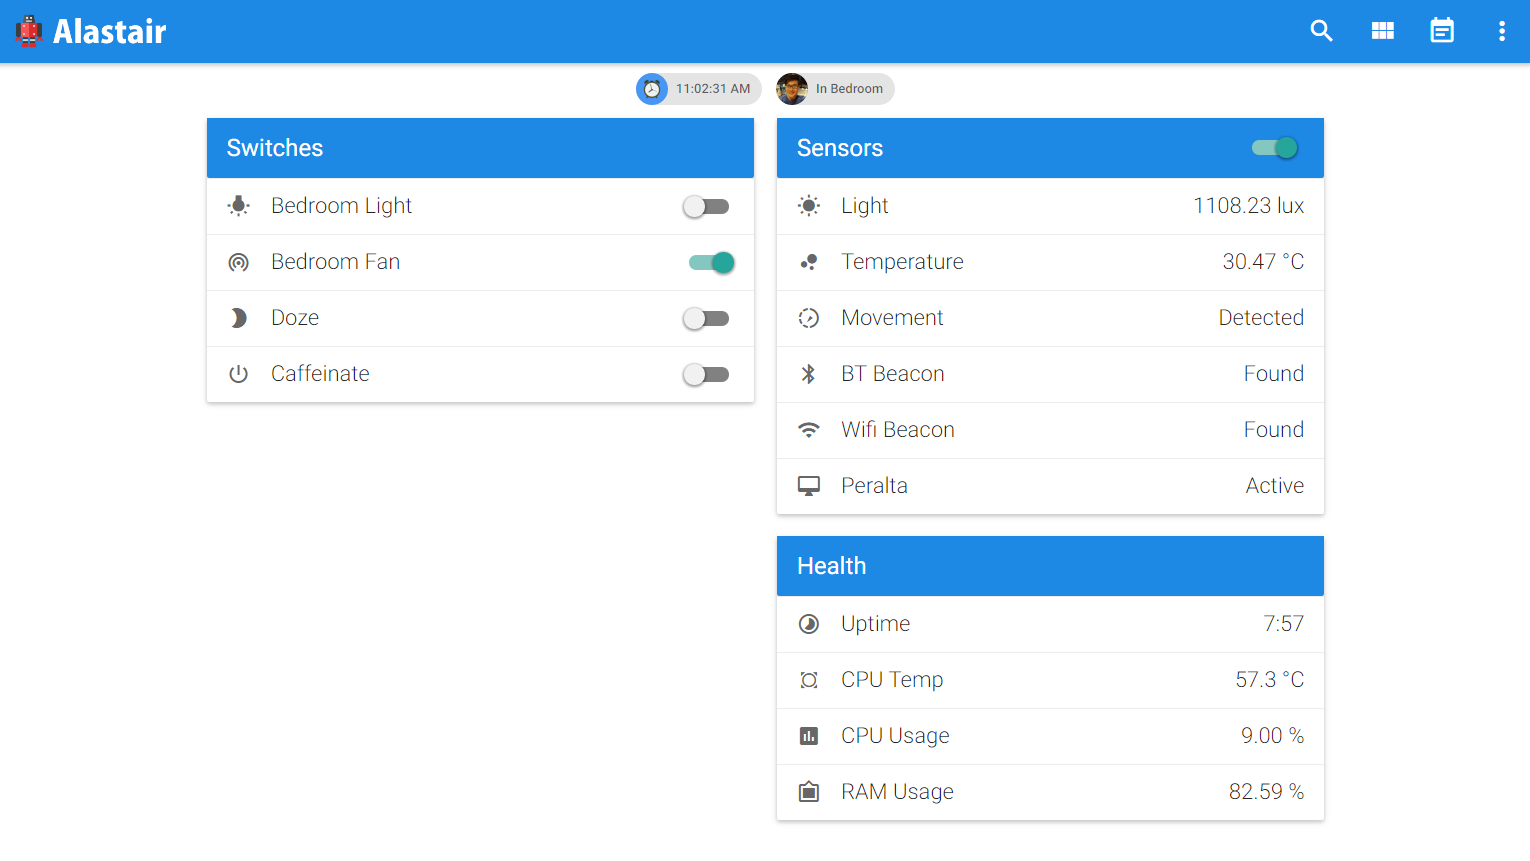 Alastair
11:02:31 AM
In Bedroom
Switches
Bedroom Light
Bedroom Fan
Doze
Caffeinate
Sensors
Light 1108.23 lux
Temperature 30.47 °C
Movement Detected
BT Beacon Found
Wifi Beacon Found
Peralta Active
Health
Uptime 7:57
CPU Temp 57.3 °C
CPU Usage 9.00 %
RAM Usage 82.59 %